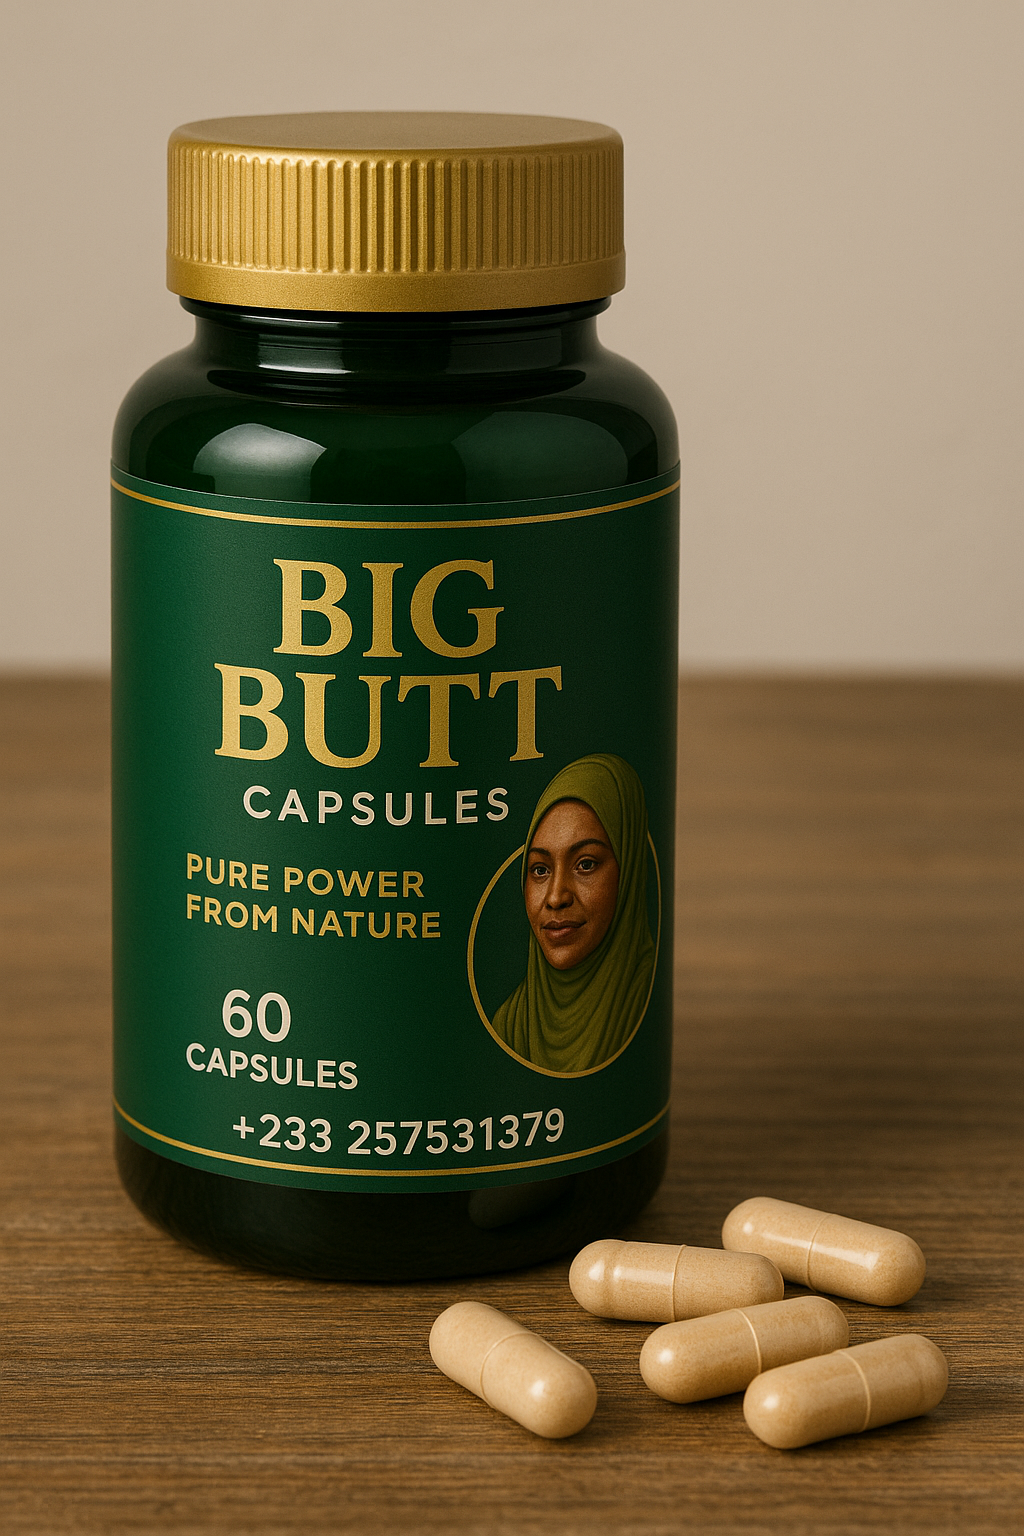 BIG
BUTT
CAPSULES
PURE POWER
FROM NATURE
60
CAPSULES
+233 257531379